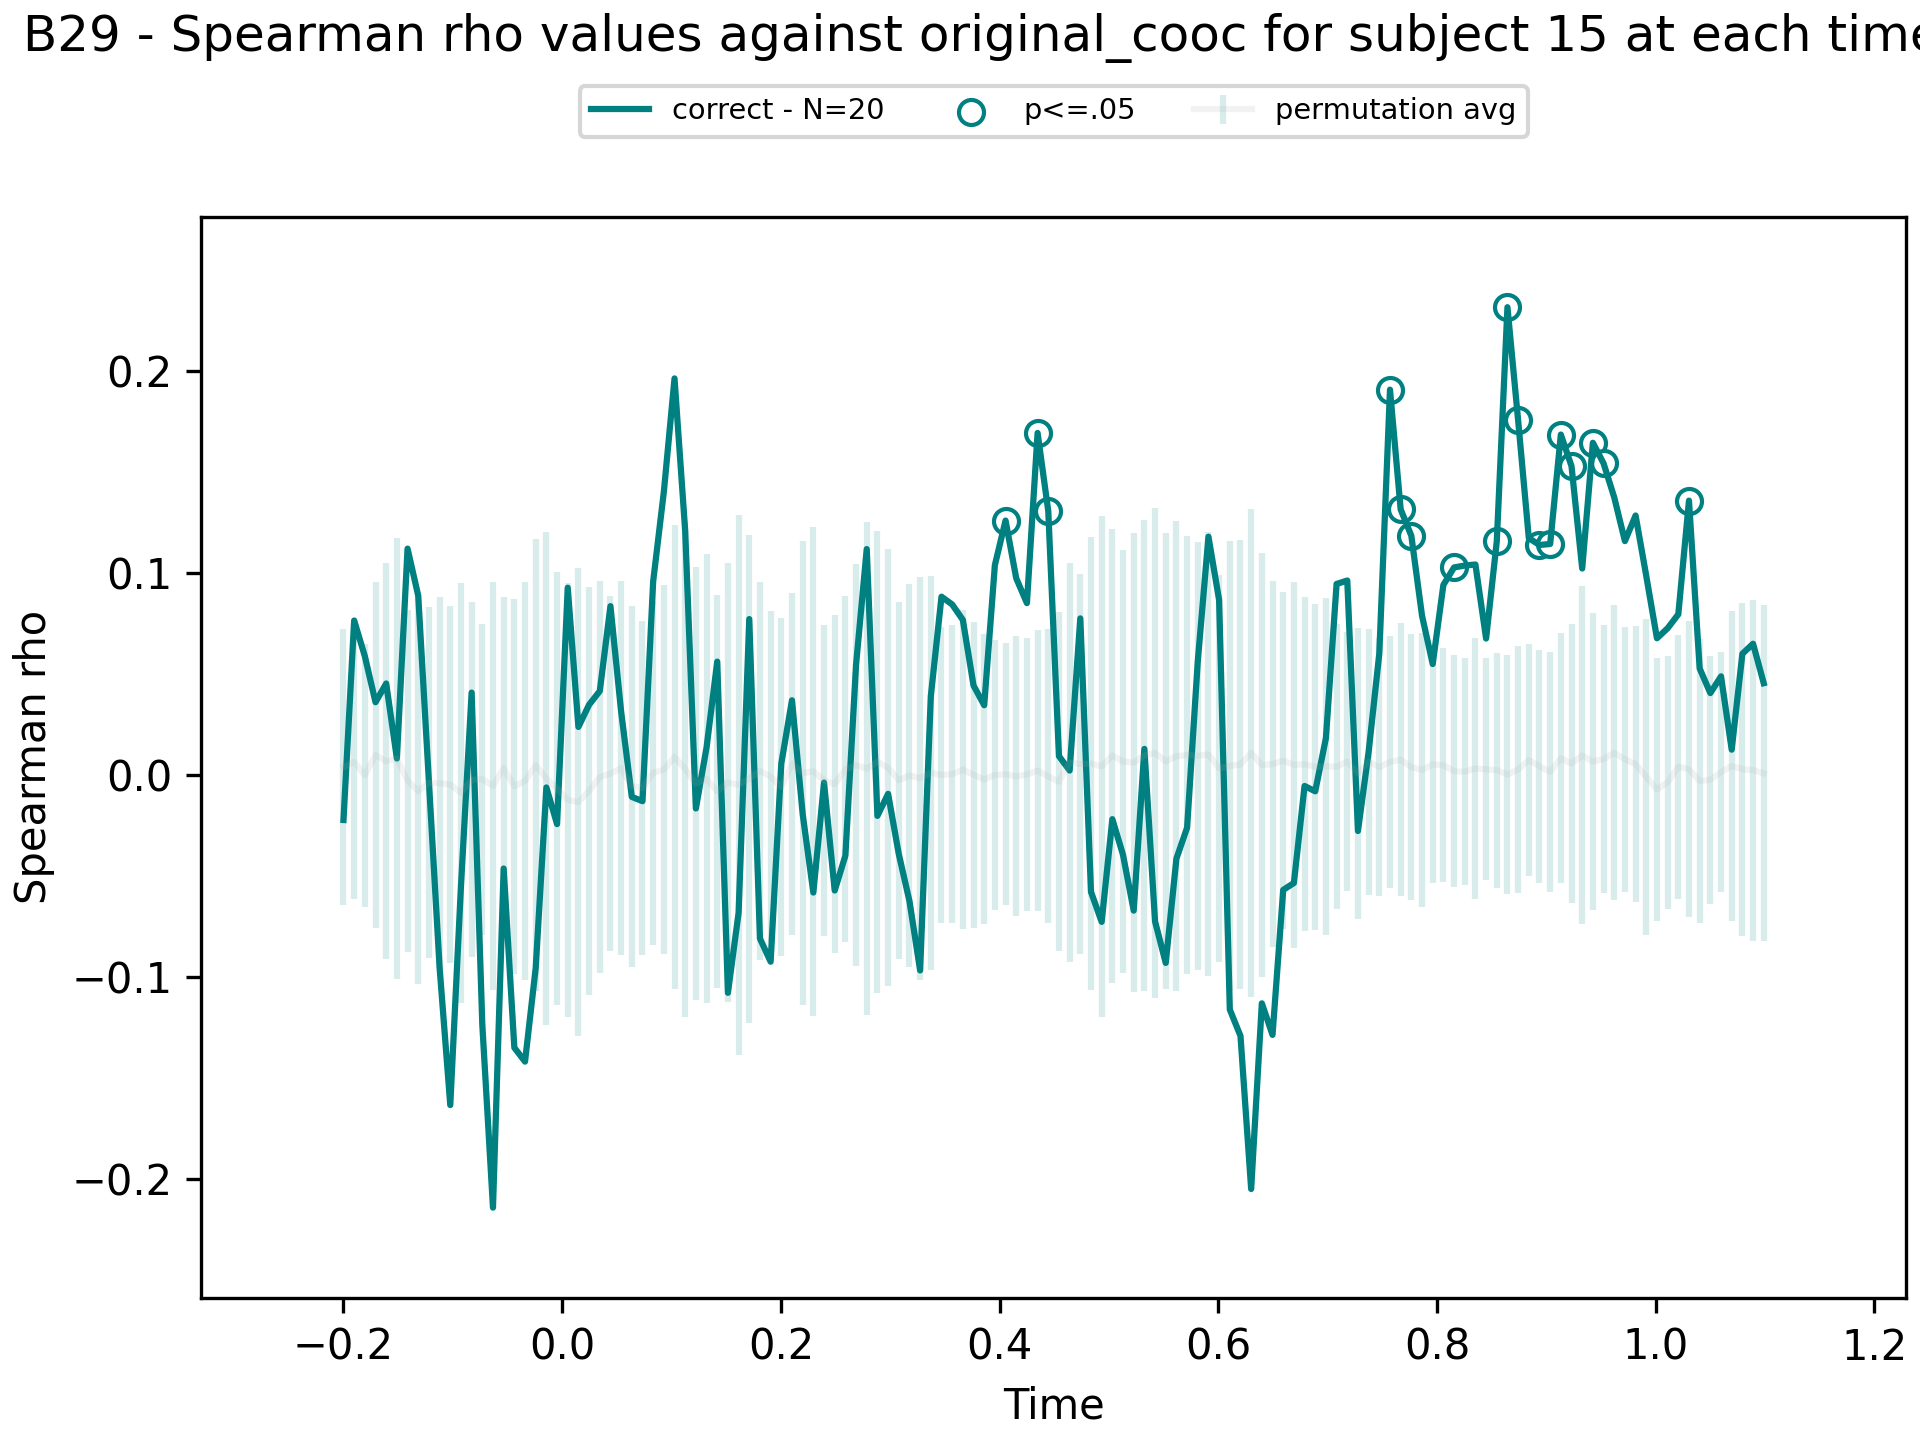 B29 - Spearman rho values against original_cooc for subject 15 at each time
correct - N=20 p<=.05 permutation avg
0.2
0.1
0.0
−0.1
−0.2
Spearman rho
−0.2 0.0 0.2 0.4 0.6 0.8 1.0 1.2
Time